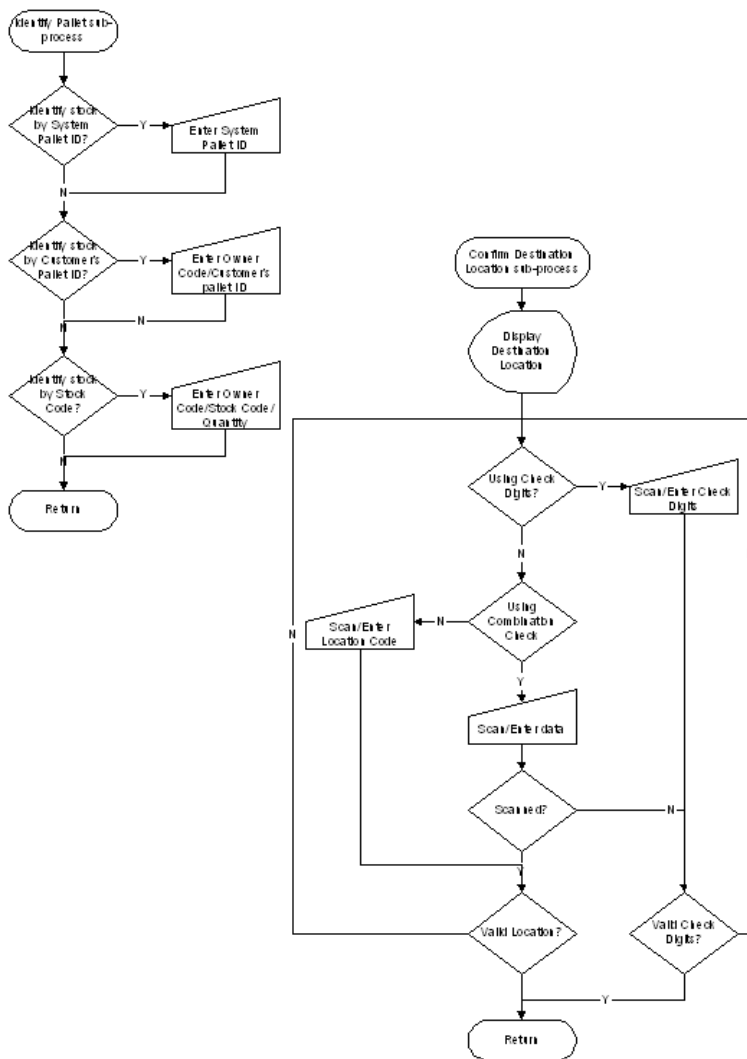 Identify Pallet sub-
process
Identify stock
by System
Pallet ID?
Y
Enter System
Pallet ID
N
Identify stock
by Customer's
Pallet ID?
Y
Enter Owner
Code/Customer's
pallet ID
N
N
Identify stock
by Stock
Code?
Y
Enter Owner
Code/Stock Code/
Quantity
N
Return
Confirm Destination
Location sub-process
Display
Destination
Location
Using Check
Digits?
Y
Scan/Enter Check
Digits
N
Using
Combination
Check
N
Scan/Enter
Location Code
N
Y
Scan/Enter data
Scanned?
N
Y
Valid Location?
Valid Check
Digits?
Y
Return